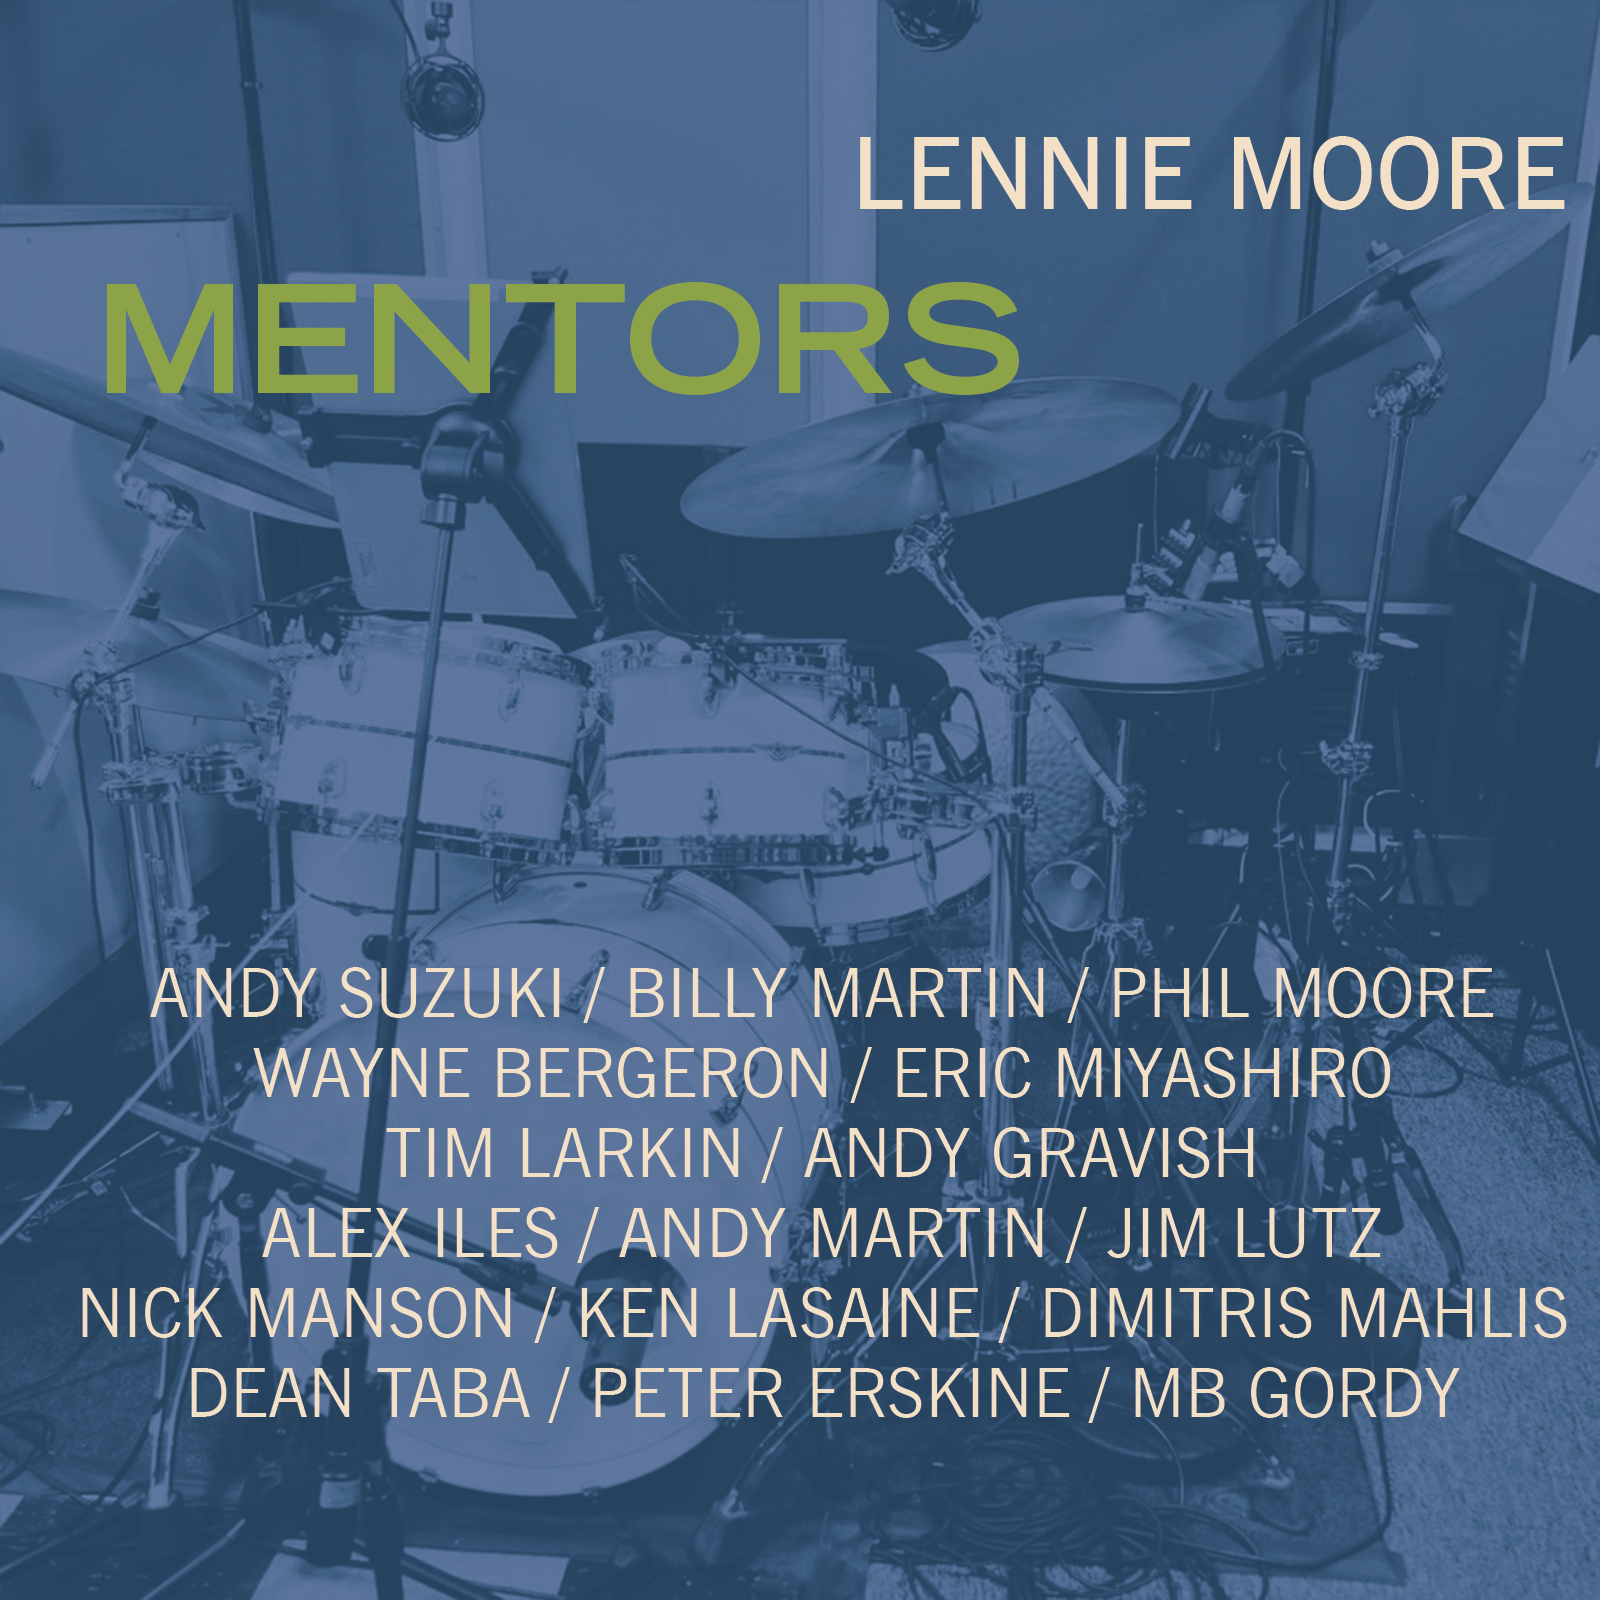 LENNIE MOORE
MENTORS
ANDY SUZUKI / BILLY MARTIN / PHIL MOORE
WAYNE BERGERON / ERIC MIYASHIRO
TIM LARKIN / ANDY GRAVISH
ALEX ILES / ANDY MARTIN / JIM LUTZ
NICK MANSON / KEN LASAINE / DIMITRIS MAHLIS
DEAN TABA / PETER ERSKINE / MB GORDY